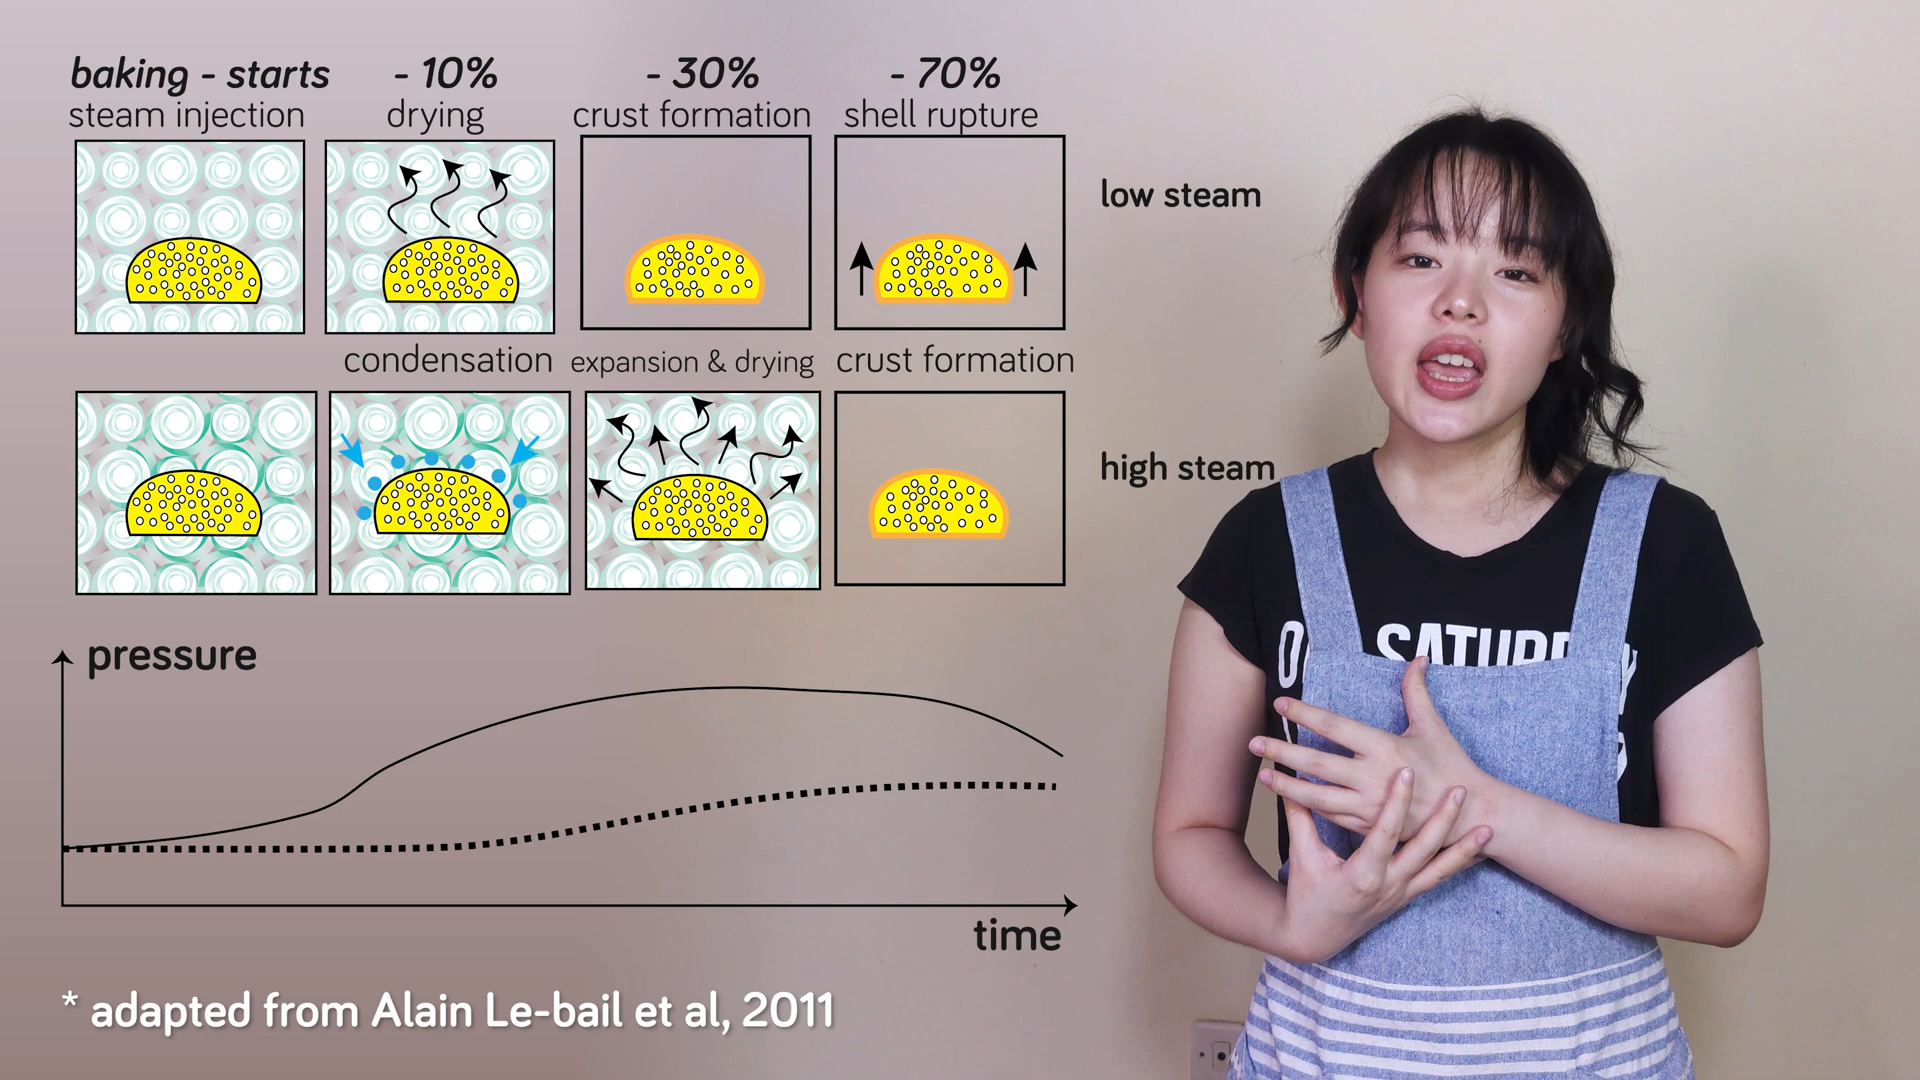 baking - starts - 10% - 30% - 70%
steam injection drying crust formation shell rupture
low steam
condensation expansion & drying crust formation
high steam
pressure
time
* adapted from Alain Le-bail et al, 2011